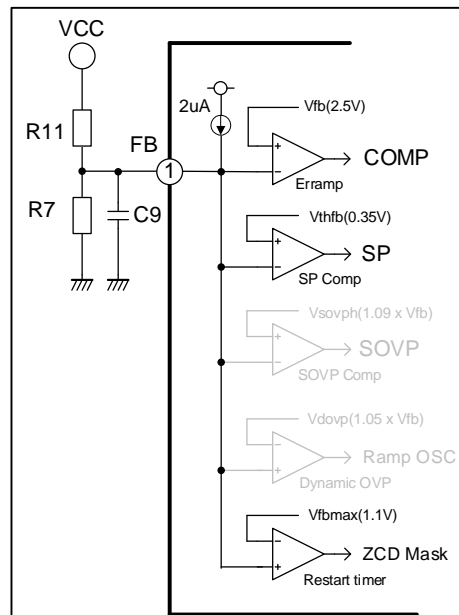 VCC
R11
R7
C9
FB
1
2uA
Vfb(2.5V)
COMP
Erramp
Vthfb(0.35V)
SP
SP Comp
Vsovph(1.09 x Vfb)
SOVP
SOVP Comp
Vdovp(1.05 x Vfb)
Ramp OSC
Dynamic OVP
Vfbmax(1.1V)
ZCD Mask
Restart timer